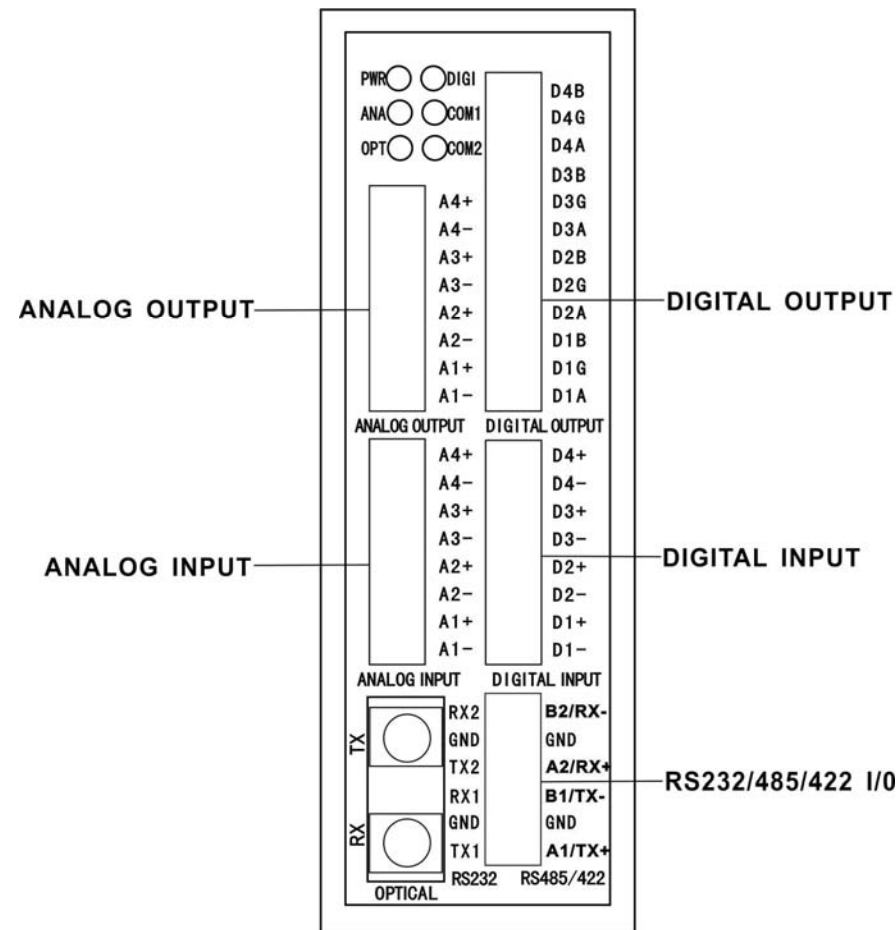 PWR DIGI
ANA COM1
OPT COM2
D4B
D4G
D4A
D3B
D3G
D3A
D2B
D2G
D2A
D1B
D1G
D1A
A4+
A4-
A3+
A3-
A2+
A2-
A1+
A1-
ANALOG OUTPUT
DIGITAL OUTPUT
ANALOG OUTPUT DIGITAL OUTPUT
A4+ D4+
A4- D4-
A3+ D3+
A3- D3-
A2+ D2+
A2- D2-
A1+ D1+
A1- D1-
ANALOG INPUT
DIGITAL INPUT
ANALOG INPUT DIGITAL INPUT
TX
RX
RX2 B2/RX-
GND GND
TX2 A2/RX+
RX1 B1/TX-
GND GND
TX1 A1/TX+
RS232/485/422 I/0
RS232 RS485/422
OPTICAL